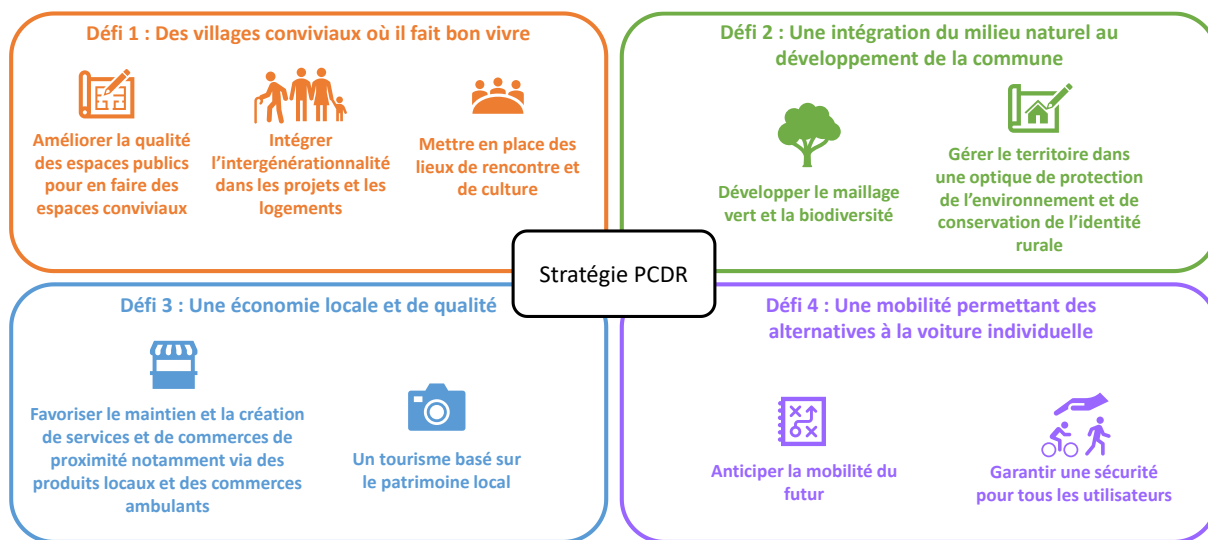 Défi 1 : Des villages conviviaux où il fait bon vivre
Améliorer la qualité
des espaces publics
pour en faire des
espaces conviviaux
Intégrer
l'intergénérationnalité
dans les projets et les
logements
Mettre en place des
lieux de rencontre et
de culture
Défi 2 : Une intégration du milieu naturel au
développement de la commune
Développer le maillage
vert et la biodiversité
Gérer le territoire dans
une optique de protection
de l'environnement et de
conservation de l'identité
rurale
Stratégie PCDR
Défi 3 : Une économie locale et de qualité
Favoriser le maintien et la création
de services et de commerces de
proximité notamment via des
produits locaux et des commerces
ambulants
Un tourisme basé sur
le patrimoine local
Défi 4 : Une mobilité permettant des
alternatives à la voiture individuelle
Anticiper la mobilité du
futur
Garantir une sécurité
pour tous les utilisateurs